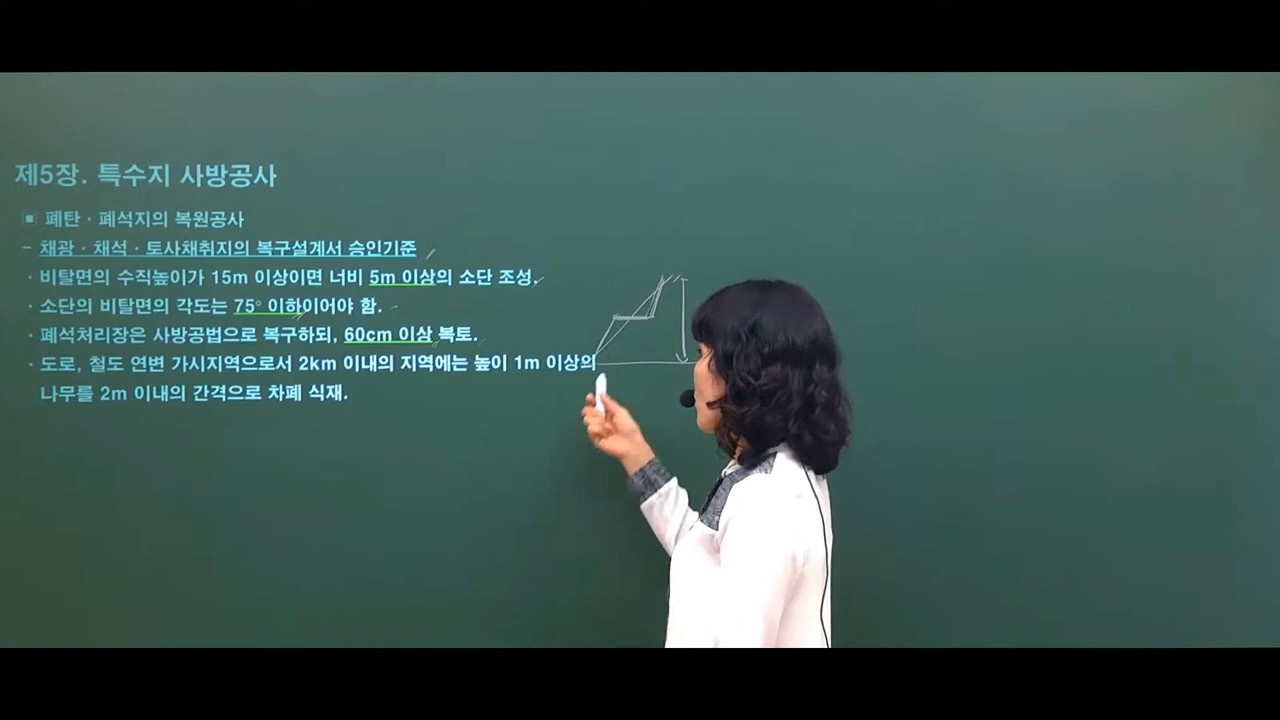 제5장. 특수지 사방공사
▣ 폐탄 · 폐석지의 복원공사
- 채광 · 채석 · 토사채취지의 복구설계서 승인기준
· 비탈면의 수직높이가 15m 이상이면 너비 5m 이상의 소단 조성.
· 소단의 비탈면의 각도는 75° 이하이어야 함.
· 폐석처리장은 사방공법으로 복구하되, 60cm 이상 복토.
· 도로, 철도 연변 가시지역으로서 2km 이내의 지역에는 높이 1m 이상의
나무를 2m 이내의 간격으로 차폐 식재.